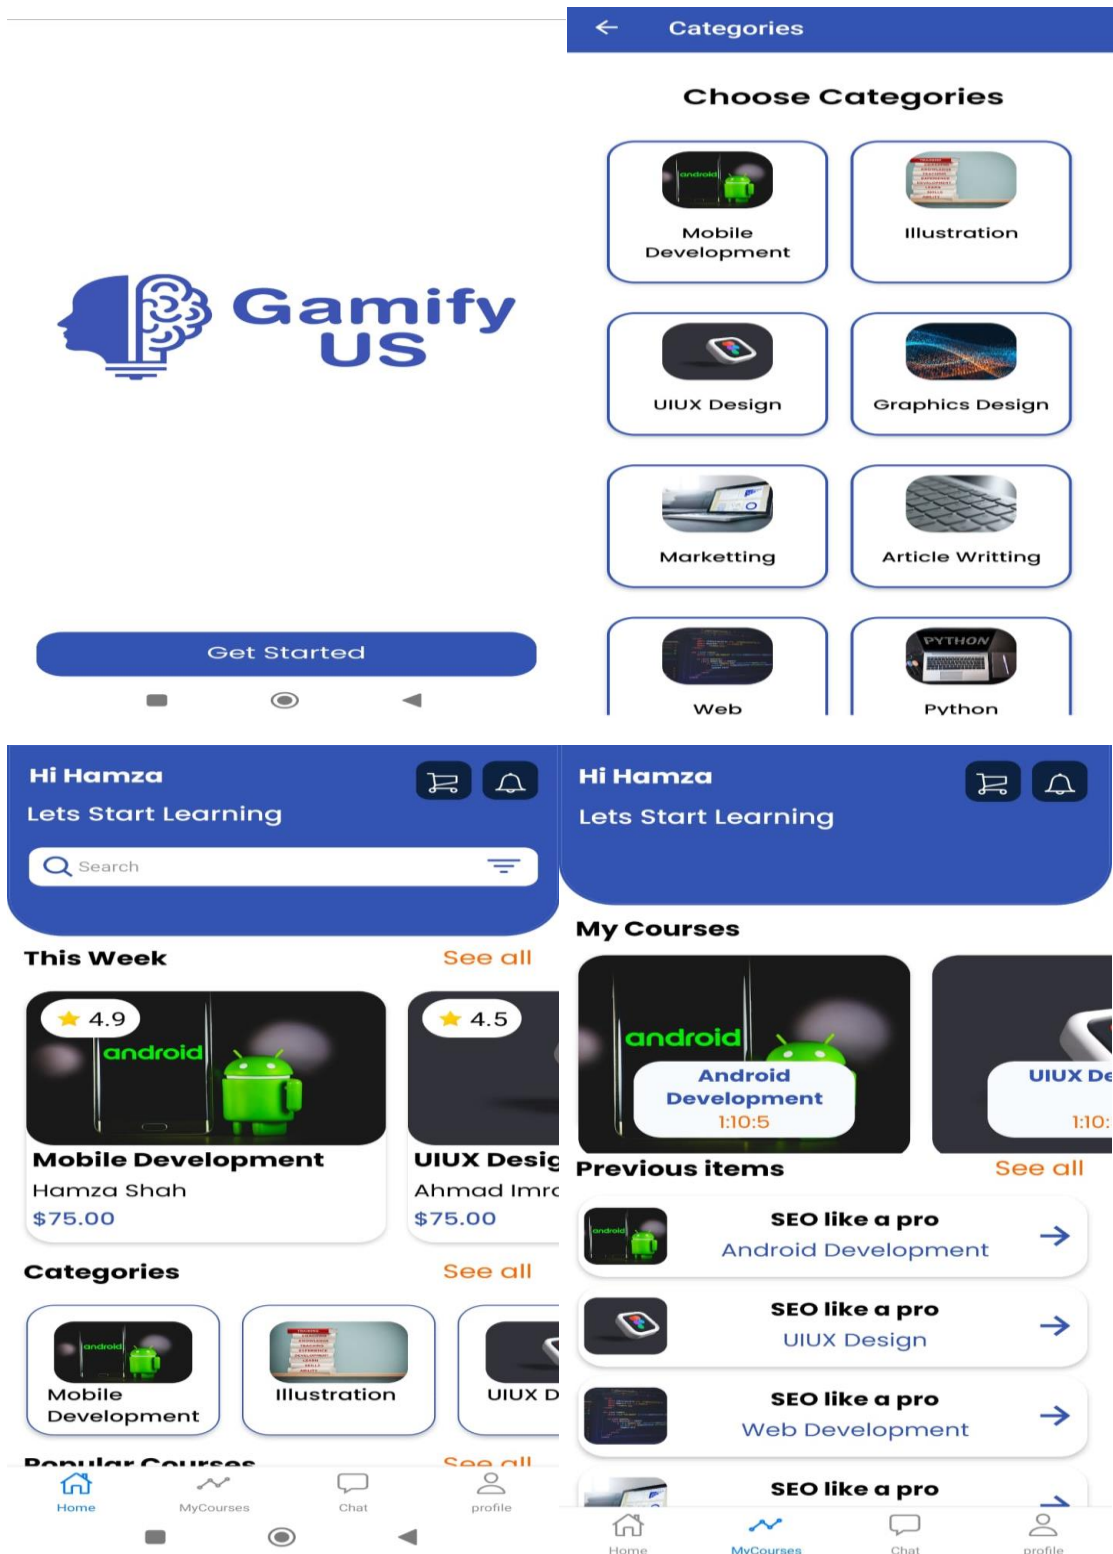 Gamify
US
Get Started
Categories
Choose Categories
android
Mobile
Development
Illustration
UIUX Design
Graphics Design
Marketting
Article Writting
Web
PYTHON
Python
Hi Hamza
Lets Start Learning
Search
This Week
See all
4.9
android
Mobile Development
Hamza Shah
$75.00
4.5
UIUX Desig
Ahmad Imra
$75.00
Categories
See all
android
Mobile
Development
Illustration
UIUX D
Popular Courses
See all
Home
MyCourses
Chat
profile
Hi Hamza
Lets Start Learning
My Courses
android
Android
Development
1:10:5
UIUX De
1:10:
Previous items
See all
android
SEO like a pro
Android Development
SEO like a pro
UIUX Design
SEO like a pro
Web Development
SEO like a pro
Home
MyCourses
Chat
profile